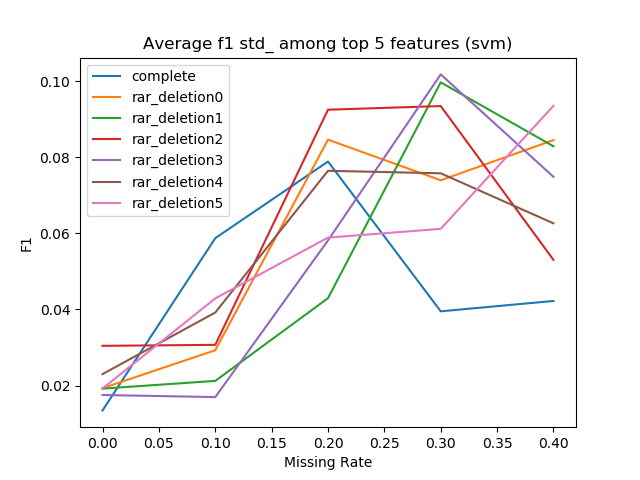 Average f1 std_ among top 5 features (svm)
complete
rar_deletion0
rar_deletion1
rar_deletion2
rar_deletion3
rar_deletion4
rar_deletion5
0.10
0.08
0.06
0.04
0.02
F1
0.00 0.05 0.10 0.15 0.20 0.25 0.30 0.35 0.40
Missing Rate